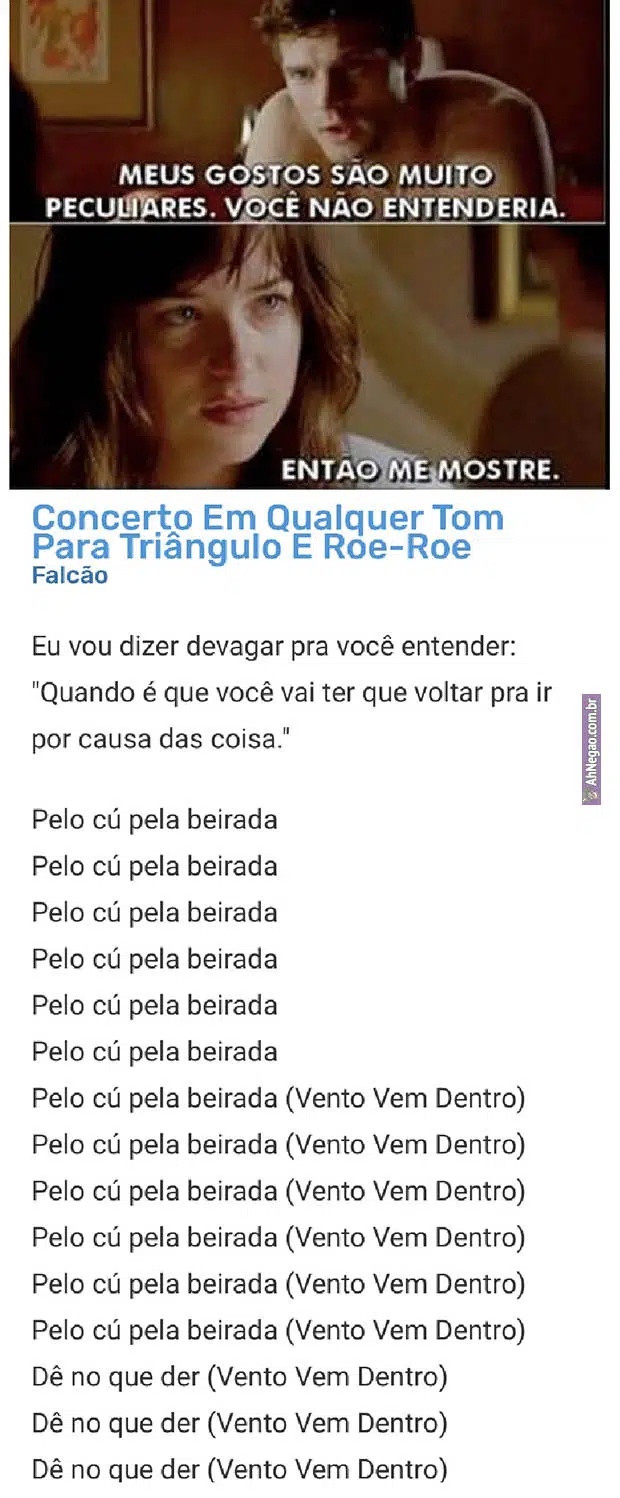 MEUS GOSTOS SÃO MUITO
PECULIARES. VOCÊ NÃO ENTENDERIA.
ENTÃO ME MOSTRE.
Concerto Em Qualquer Tom
Para Triângulo E Roe-Roe
Falcão
Eu vou dizer devagar pra você entender:
"Quando é que você vai ter que voltar pra ir
por causa das coisa."
AhNegao.com.br
Pelo cú pela beirada
Pelo cú pela beirada
Pelo cú pela beirada
Pelo cú pela beirada
Pelo cú pela beirada
Pelo cú pela beirada
Pelo cú pela beirada (Vento Vem Dentro)
Pelo cú pela beirada (Vento Vem Dentro)
Pelo cú pela beirada (Vento Vem Dentro)
Pelo cú pela beirada (Vento Vem Dentro)
Pelo cú pela beirada (Vento Vem Dentro)
Pelo cú pela beirada (Vento Vem Dentro)
Dê no que der (Vento Vem Dentro)
Dê no que der (Vento Vem Dentro)
Dê no que der (Vento Vem Dentro)